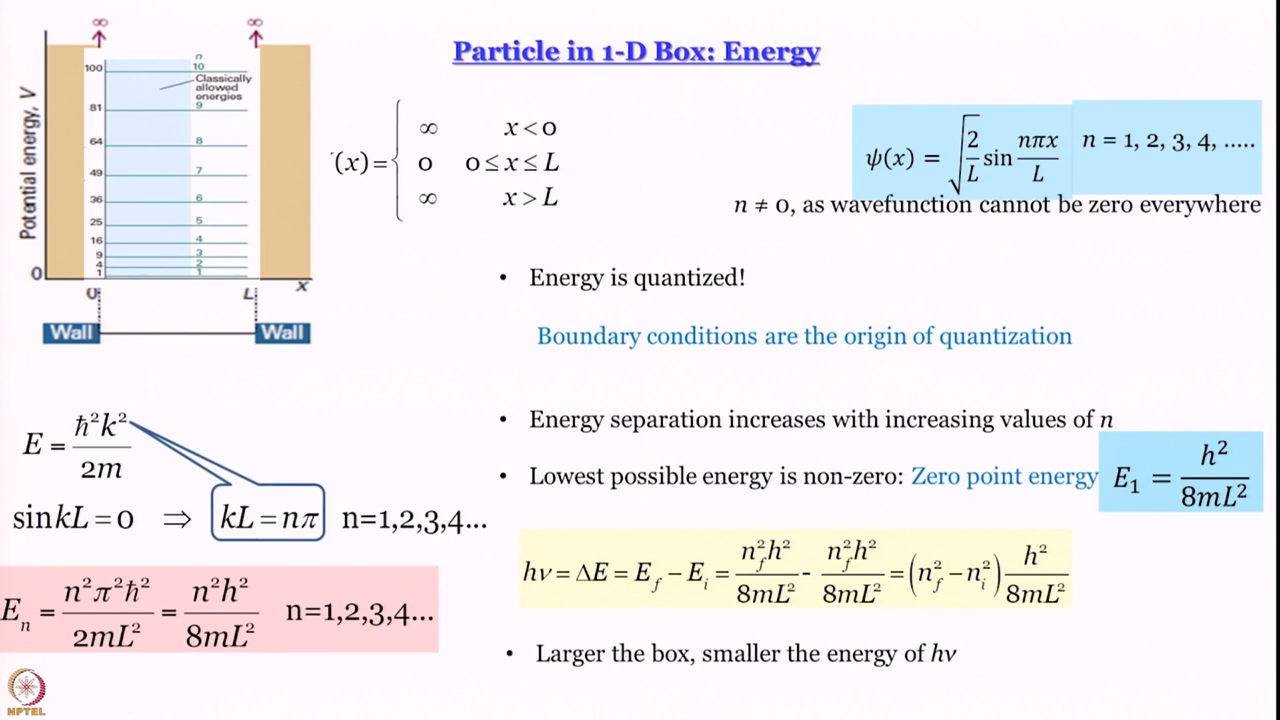 Particle in 1-D Box: Energy
∞ ∞
Potential energy, V
n
100 10
Classically
allowed
energies
81 9
64 8
49 7
36 6
25 5
16 4
9 3
4 2
1 1
0
0 L x
Wall Wall
(x) = { ∞ x < 0
0 0 ≤ x ≤ L
∞ x > L
ψ(x) = √(2/L) sin nπx/L n = 1, 2, 3, 4, .....
n ≠ 0, as wavefunction cannot be zero everywhere
• Energy is quantized!
Boundary conditions are the origin of quantization
E = ħ²k²/2m
sin kL = 0 ⇒ kL = nπ n=1,2,3,4...
Eₙ = n²π²ħ²/2mL² = n²h²/8mL² n=1,2,3,4...
• Energy separation increases with increasing values of n
• Lowest possible energy is non-zero: Zero point energy E₁ = h²/8mL²
hν = ΔE = E_f − E_i = n_f²h²/8mL² - n_f²h²/8mL² = (n_f² − n_i²) h²/8mL²
• Larger the box, smaller the energy of hν
NPTEL